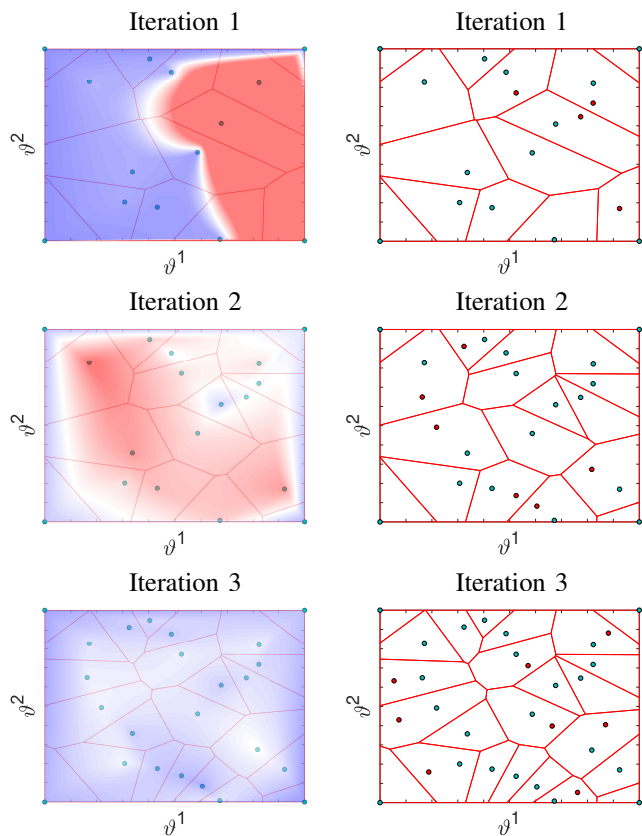 Iteration 1
Iteration 1
ϑ2
ϑ2
ϑ1
ϑ1
Iteration 2
Iteration 2
ϑ2
ϑ2
ϑ1
ϑ1
Iteration 3
Iteration 3
ϑ2
ϑ2
ϑ1
ϑ1